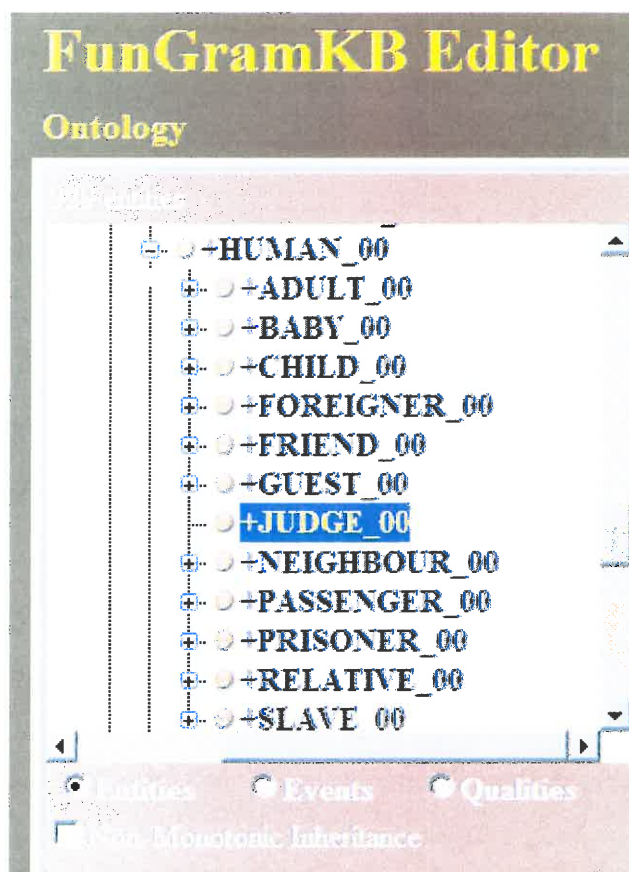 FunGramKB Editor
Ontology
+HUMAN_00
+ADULT_00
+BABY_00
+CHILD_00
+FOREIGNER_00
+FRIEND_00
+GUEST_00
+JUDGE_00
+NEIGHBOUR_00
+PASSENGER_00
+PRISONER_00
+RELATIVE_00
+SLAVE_00
Entities Events Qualities
Non-Monotonic Inheritance